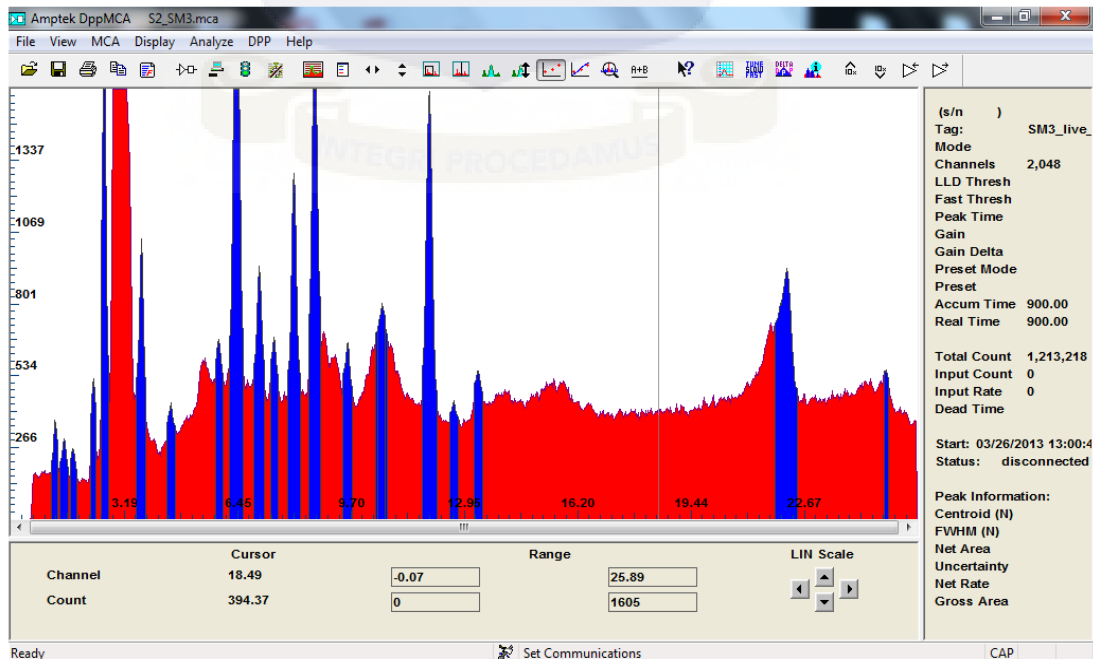 Amptek DppMCA S2_SM3.mca
File View MCA Display Analyze DPP Help
A+B
10x
10x
INTEGRI PROCEDAMUS
1337
1069
801
534
266
3.19 6.45 9.70 12.95 16.20 19.44 22.67
(s/n )
Tag: SM3_live_
Mode
Channels 2,048
LLD Thresh
Fast Thresh
Peak Time
Gain
Gain Delta
Preset Mode
Preset
Accum Time 900.00
Real Time 900.00
Total Count 1,213,218
Input Count 0
Input Rate 0
Dead Time
Start: 03/26/2013 13:00:4
Status: disconnected
Peak Information:
Centroid (N)
FWHM (N)
Net Area
Uncertainty
Net Rate
Gross Area
Cursor Range LIN Scale
Channel 18.49 -0.07 25.89
Count 394.37 0 1605
Ready Set Communications CAP